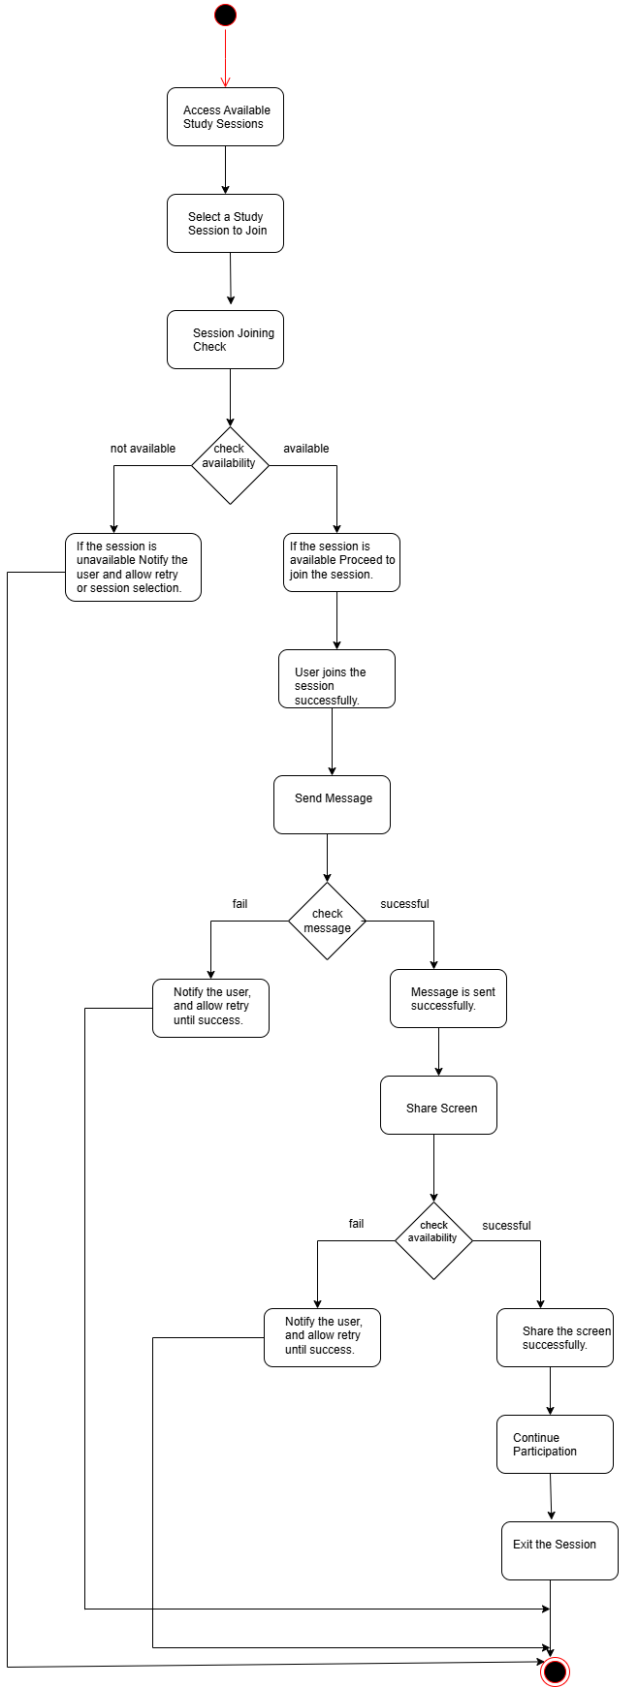 Access Available
Study Sessions
Select a Study
Session to Join
Session Joining
Check
not available
check
availability
available
If the session is
unavailable Notify the
user and allow retry
or session selection.
If the session is
available Proceed to
join the session.
User joins the
session
successfully.
Send Message
fail
check
message
sucessful
Notify the user,
and allow retry
until success.
Message is sent
successfully.
Share Screen
fail
check
availability
sucessful
Notify the user,
and allow retry
until success.
Share the screen
successfully.
Continue
Participation
Exit the Session